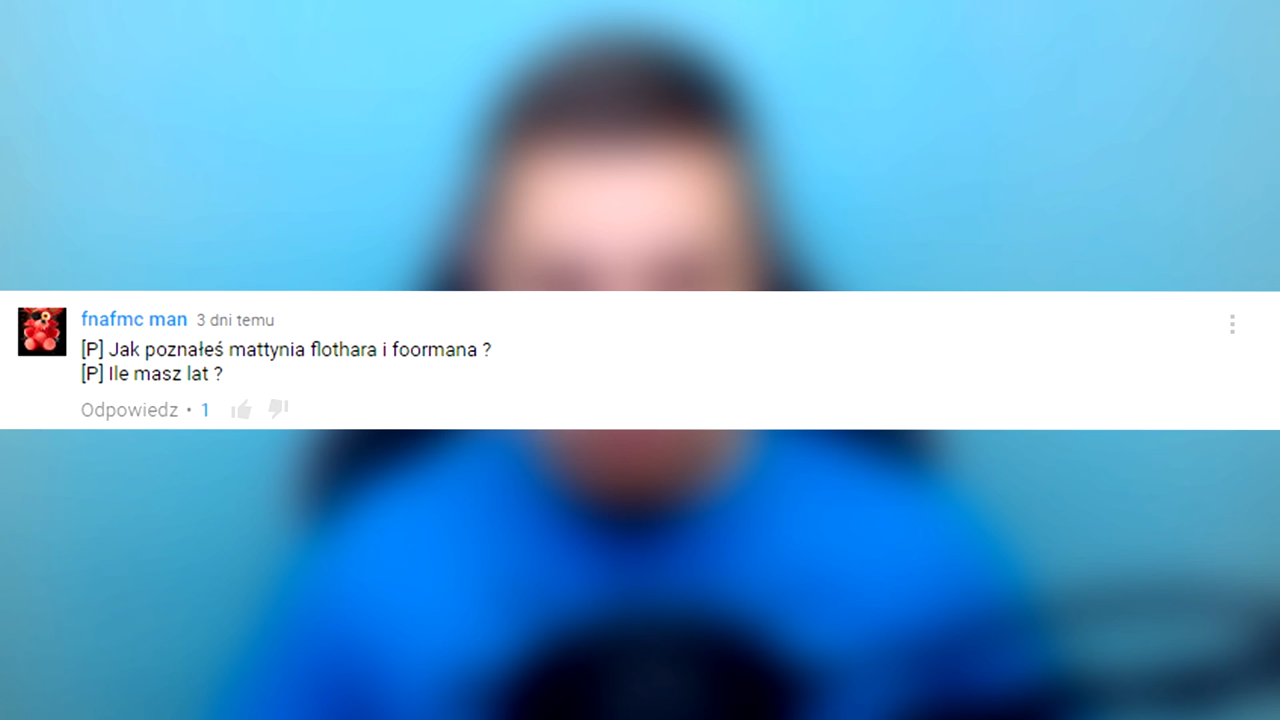 fnafmc man 3 dni temu
[P] Jak poznałeś mattynia flothara i foormana ?
[P] Ile masz lat ?
Odpowiedz • 1